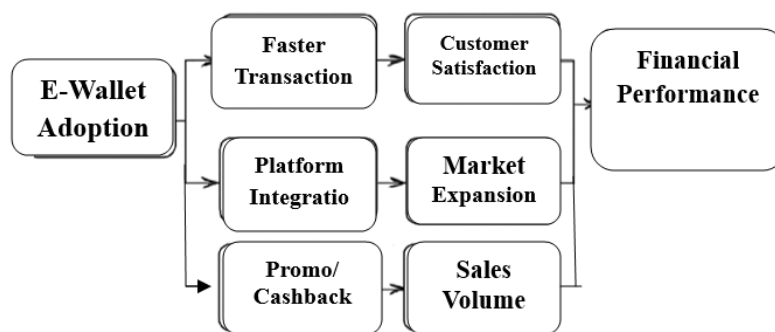 E-Wallet
Adoption
Faster
Transaction
Customer
Satisfaction
Financial
Performance
Platform
Integratio
Market
Expansion
Promo/
Cashback
Sales
Volume